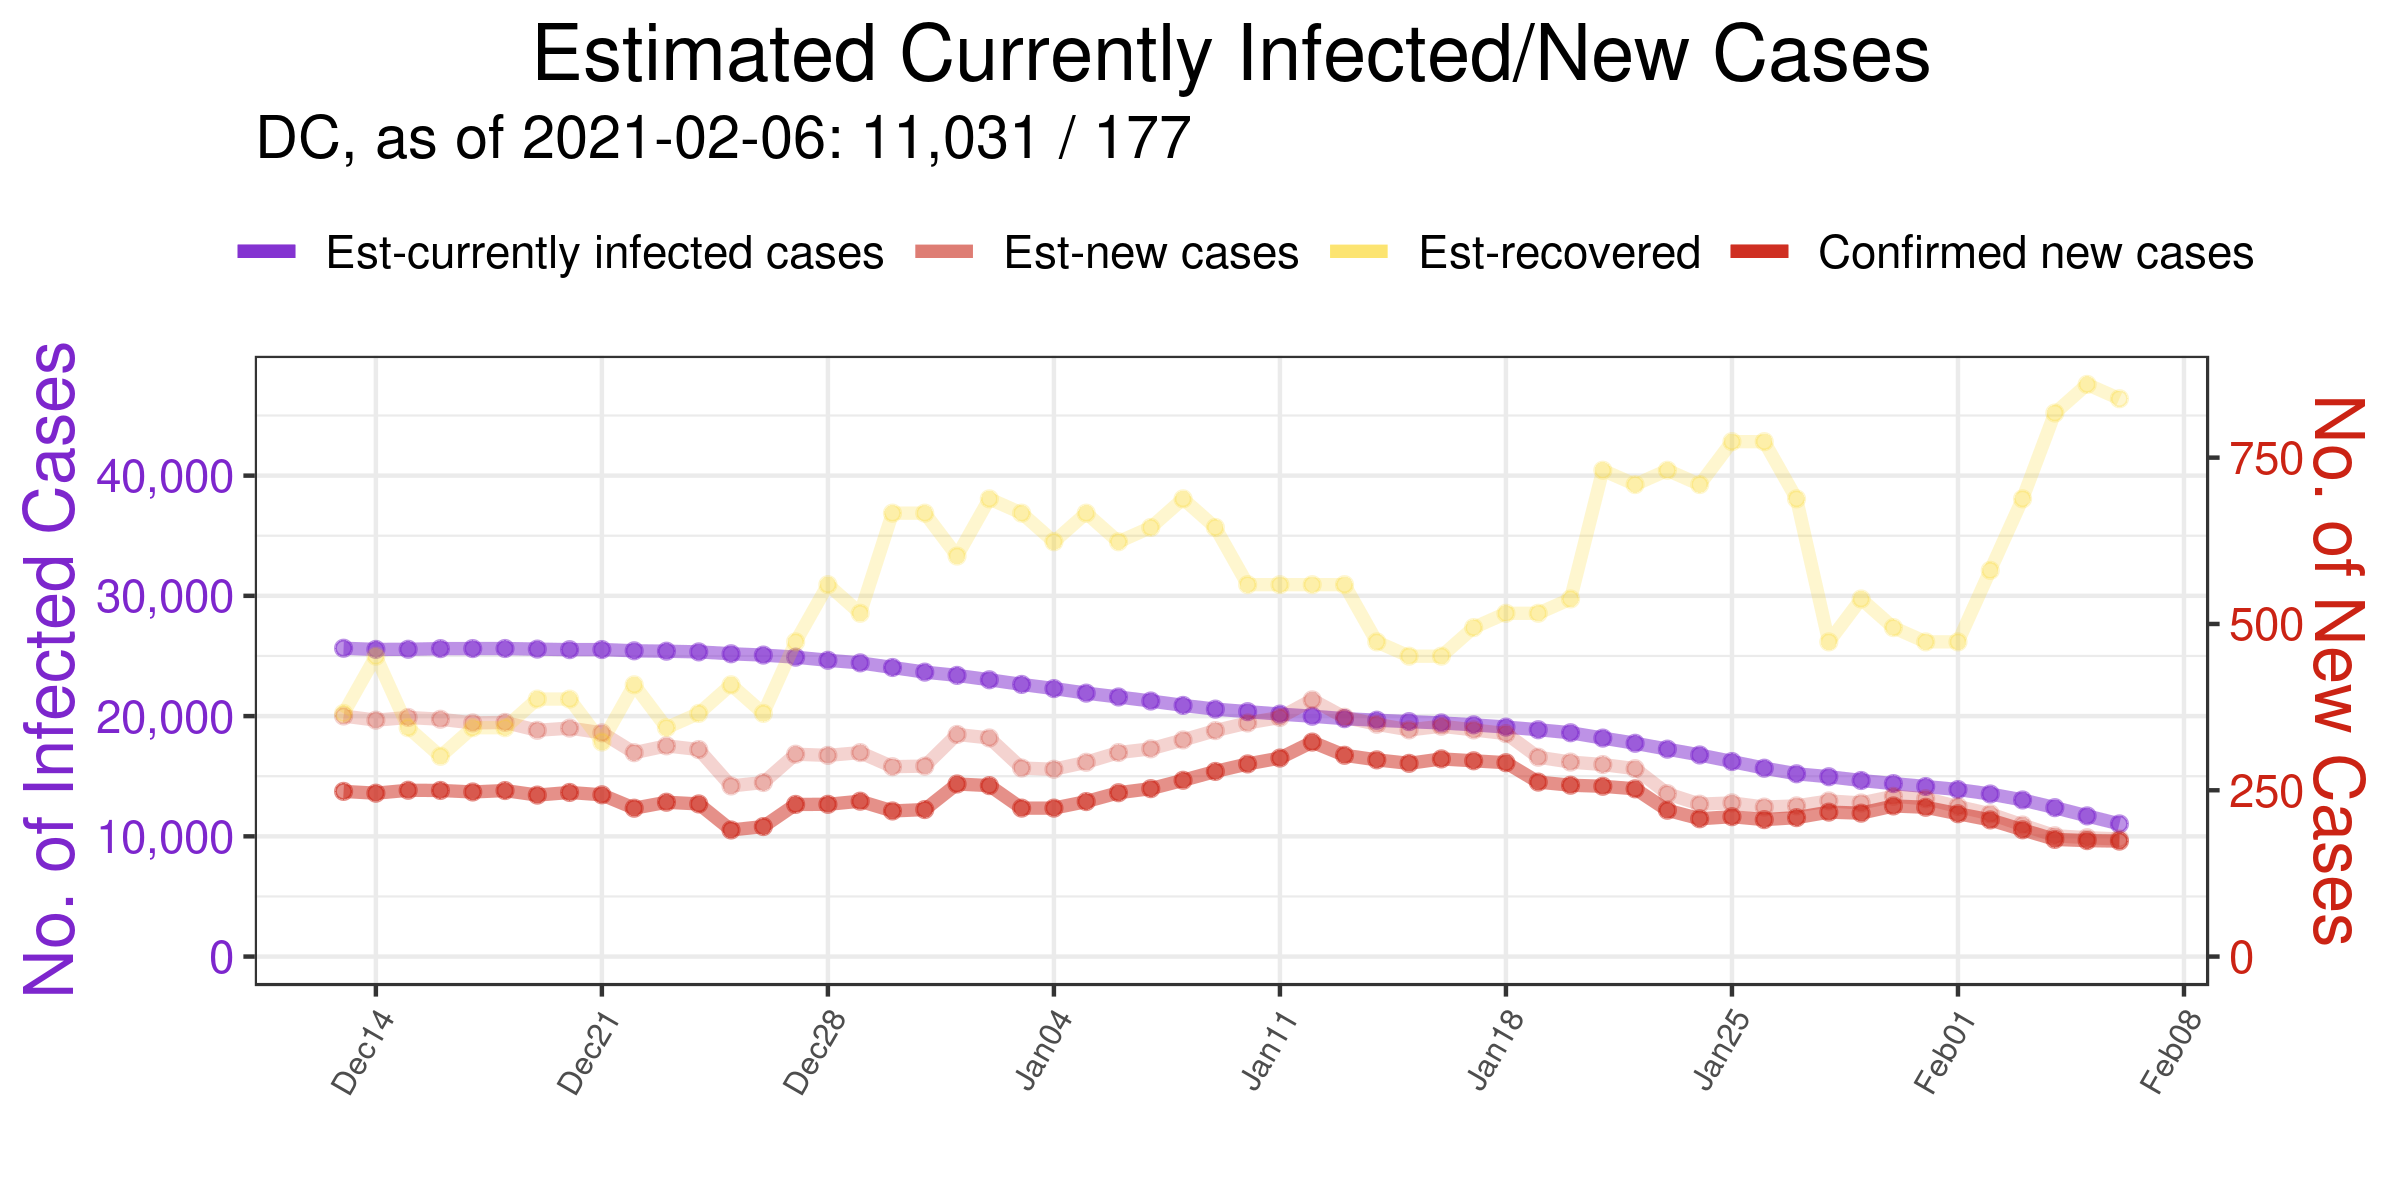 Estimated Currently Infected/New Cases
DC, as of 2021-02-06: 11,031 / 177
Est-currently infected cases Est-new cases Est-recovered Confirmed new cases
No. of Infected Cases
40,000
30,000
20,000
10,000
0
750
500
250
0
No. of New Cases
Dec14 Dec21 Dec28 Jan04 Jan11 Jan18 Jan25 Feb01 Feb08